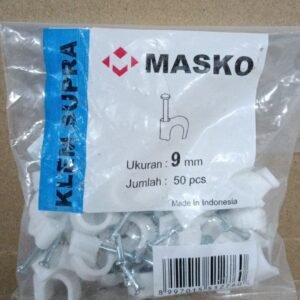 KLEM SUPRA
MASKO
Ukuran : 9 mm
Jumlah : 50 pcs
Made in Indonesia